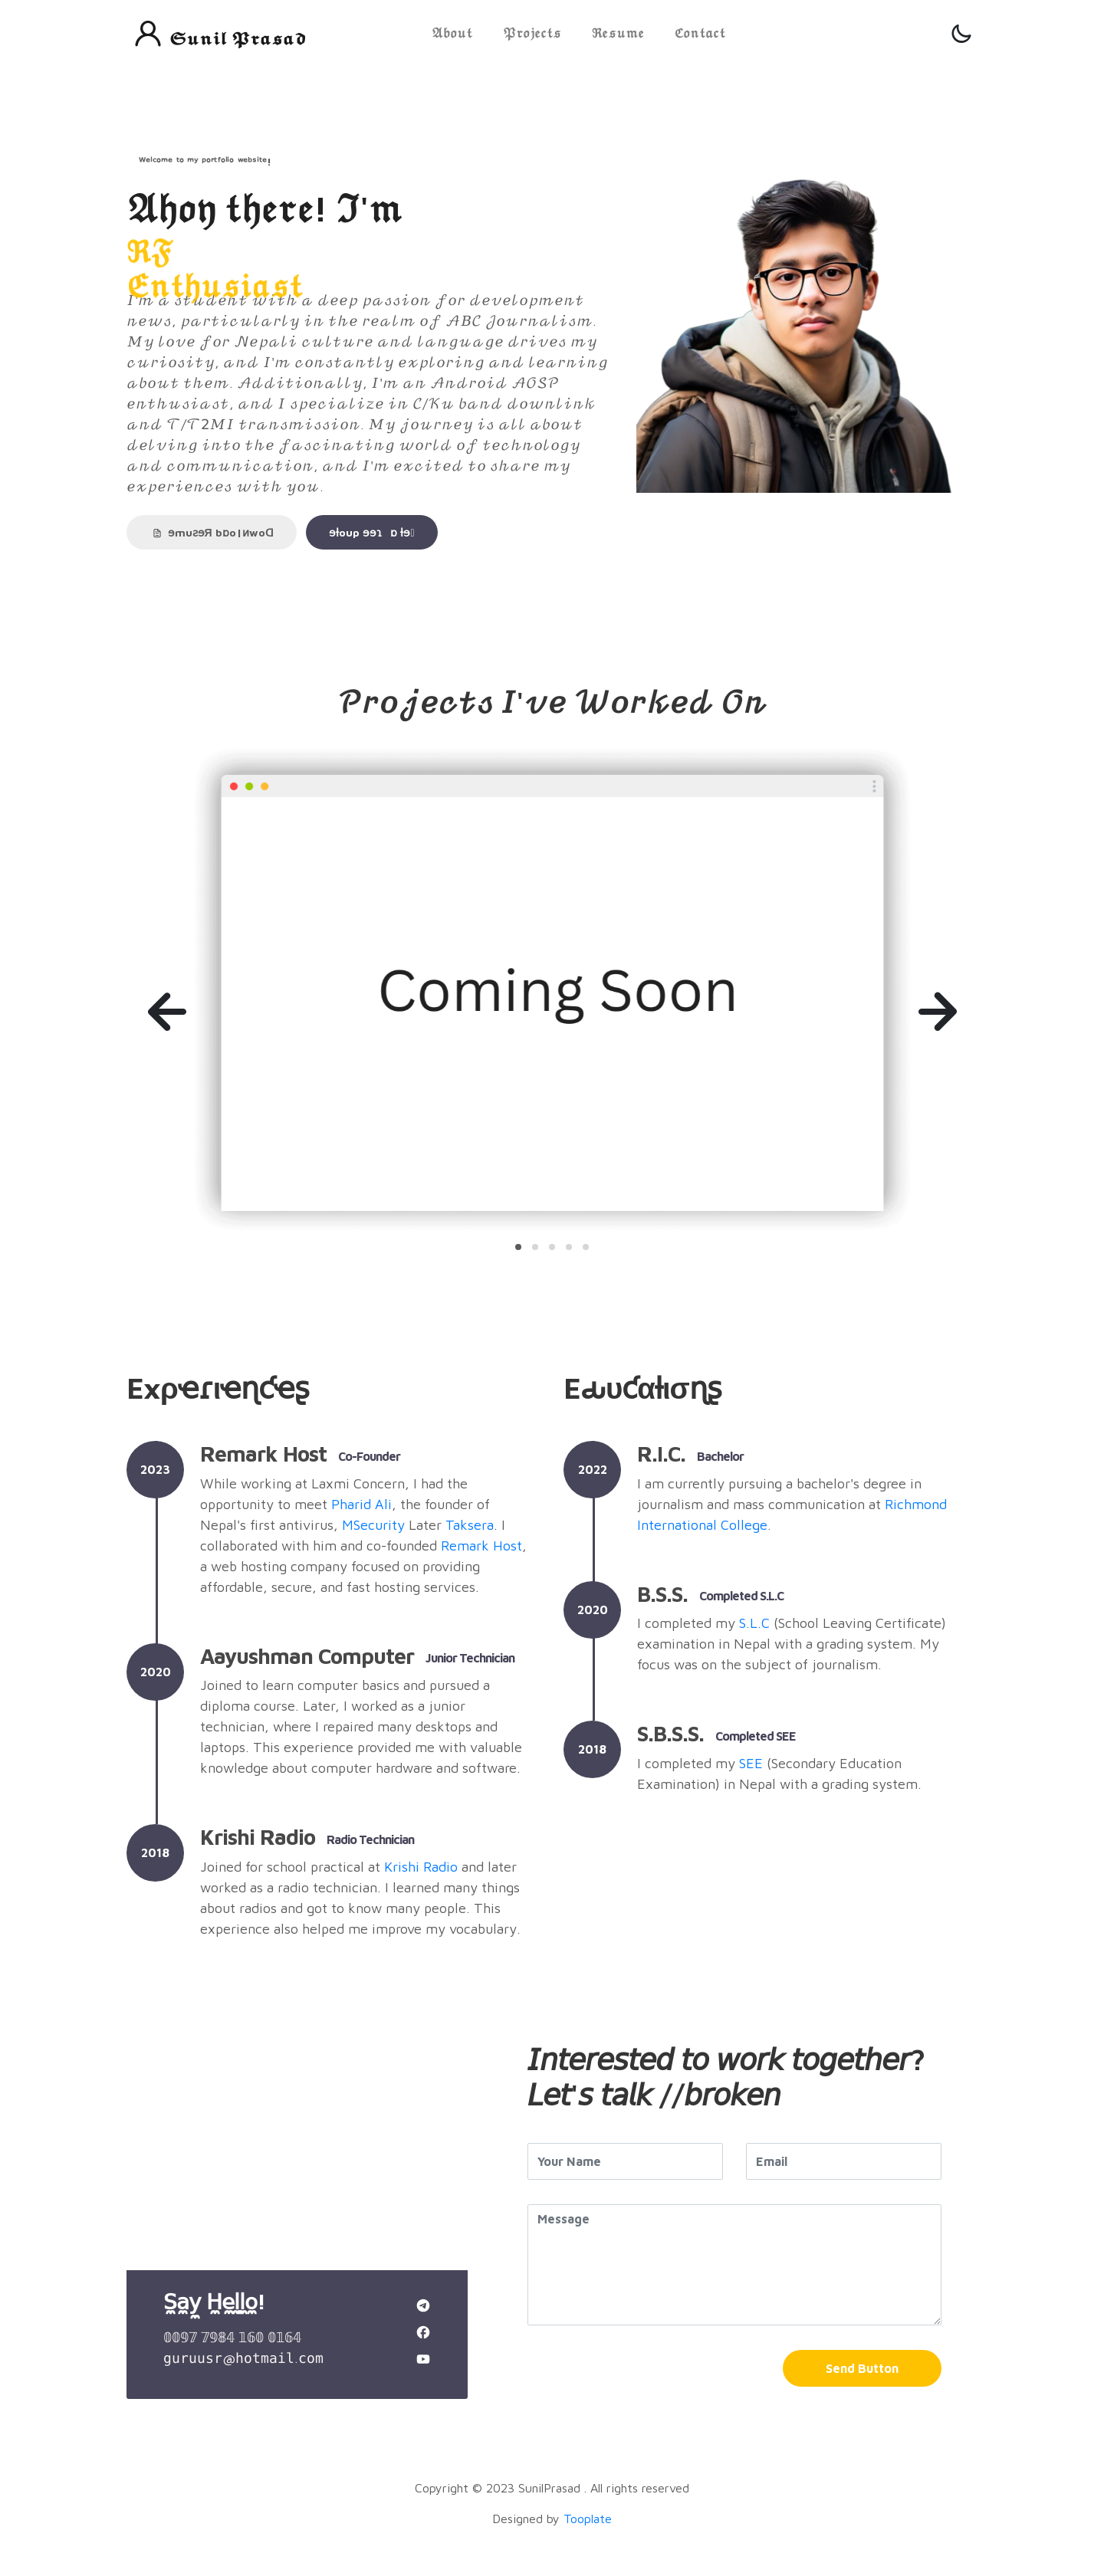 Sunil Prasad
About
Projects
Resume
Contact
Welcome to my portfolio website!
Ahoy there! I'm
RF
Enthusiast
I'm a student with a deep passion for development
news, particularly in the realm of ABC Journalism.
My love for Nepali culture and language drives my
curiosity, and I'm constantly exploring and learning
about them. Additionally, I'm an Android AOSP
enthusiast, and I specialize in C/Ku band downlink
and T/T2MI transmission. My journey is all about
delving into the fascinating world of technology
and communication, and I'm excited to share my
experiences with you.
Projects I've Worked On
Coming Soon
Experiences
2023
Remark Host Co-Founder
While working at Laxmi Concern, I had the
opportunity to meet Pharid Ali, the founder of
Nepal's first antivirus, MSecurity Later Taksera. I
collaborated with him and co-founded Remark Host,
a web hosting company focused on providing
affordable, secure, and fast hosting services.
2020
Aayushman Computer Junior Technician
Joined to learn computer basics and pursued a
diploma course. Later, I worked as a junior
technician, where I repaired many desktops and
laptops. This experience provided me with valuable
knowledge about computer hardware and software.
2018
Krishi Radio Radio Technician
Joined for school practical at Krishi Radio and later
worked as a radio technician. I learned many things
about radios and got to know many people. This
experience also helped me improve my vocabulary.
Educations
2022
R.I.C. Bachelor
I am currently pursuing a bachelor's degree in
journalism and mass communication at Richmond
International College.
2020
B.S.S. Completed S.L.C
I completed my S.L.C (School Leaving Certificate)
examination in Nepal with a grading system. My
focus was on the subject of journalism.
2018
S.B.S.S. Completed SEE
I completed my SEE (Secondary Education
Examination) in Nepal with a grading system.
Interested to work together?
Let's talk //broken
Your Name
Email
Message
Send Button
Say Hello!
0097 7984 160 0164
guruusr@hotmail.com
Copyright © 2023 SunilPrasad . All rights reserved
Designed by Tooplate